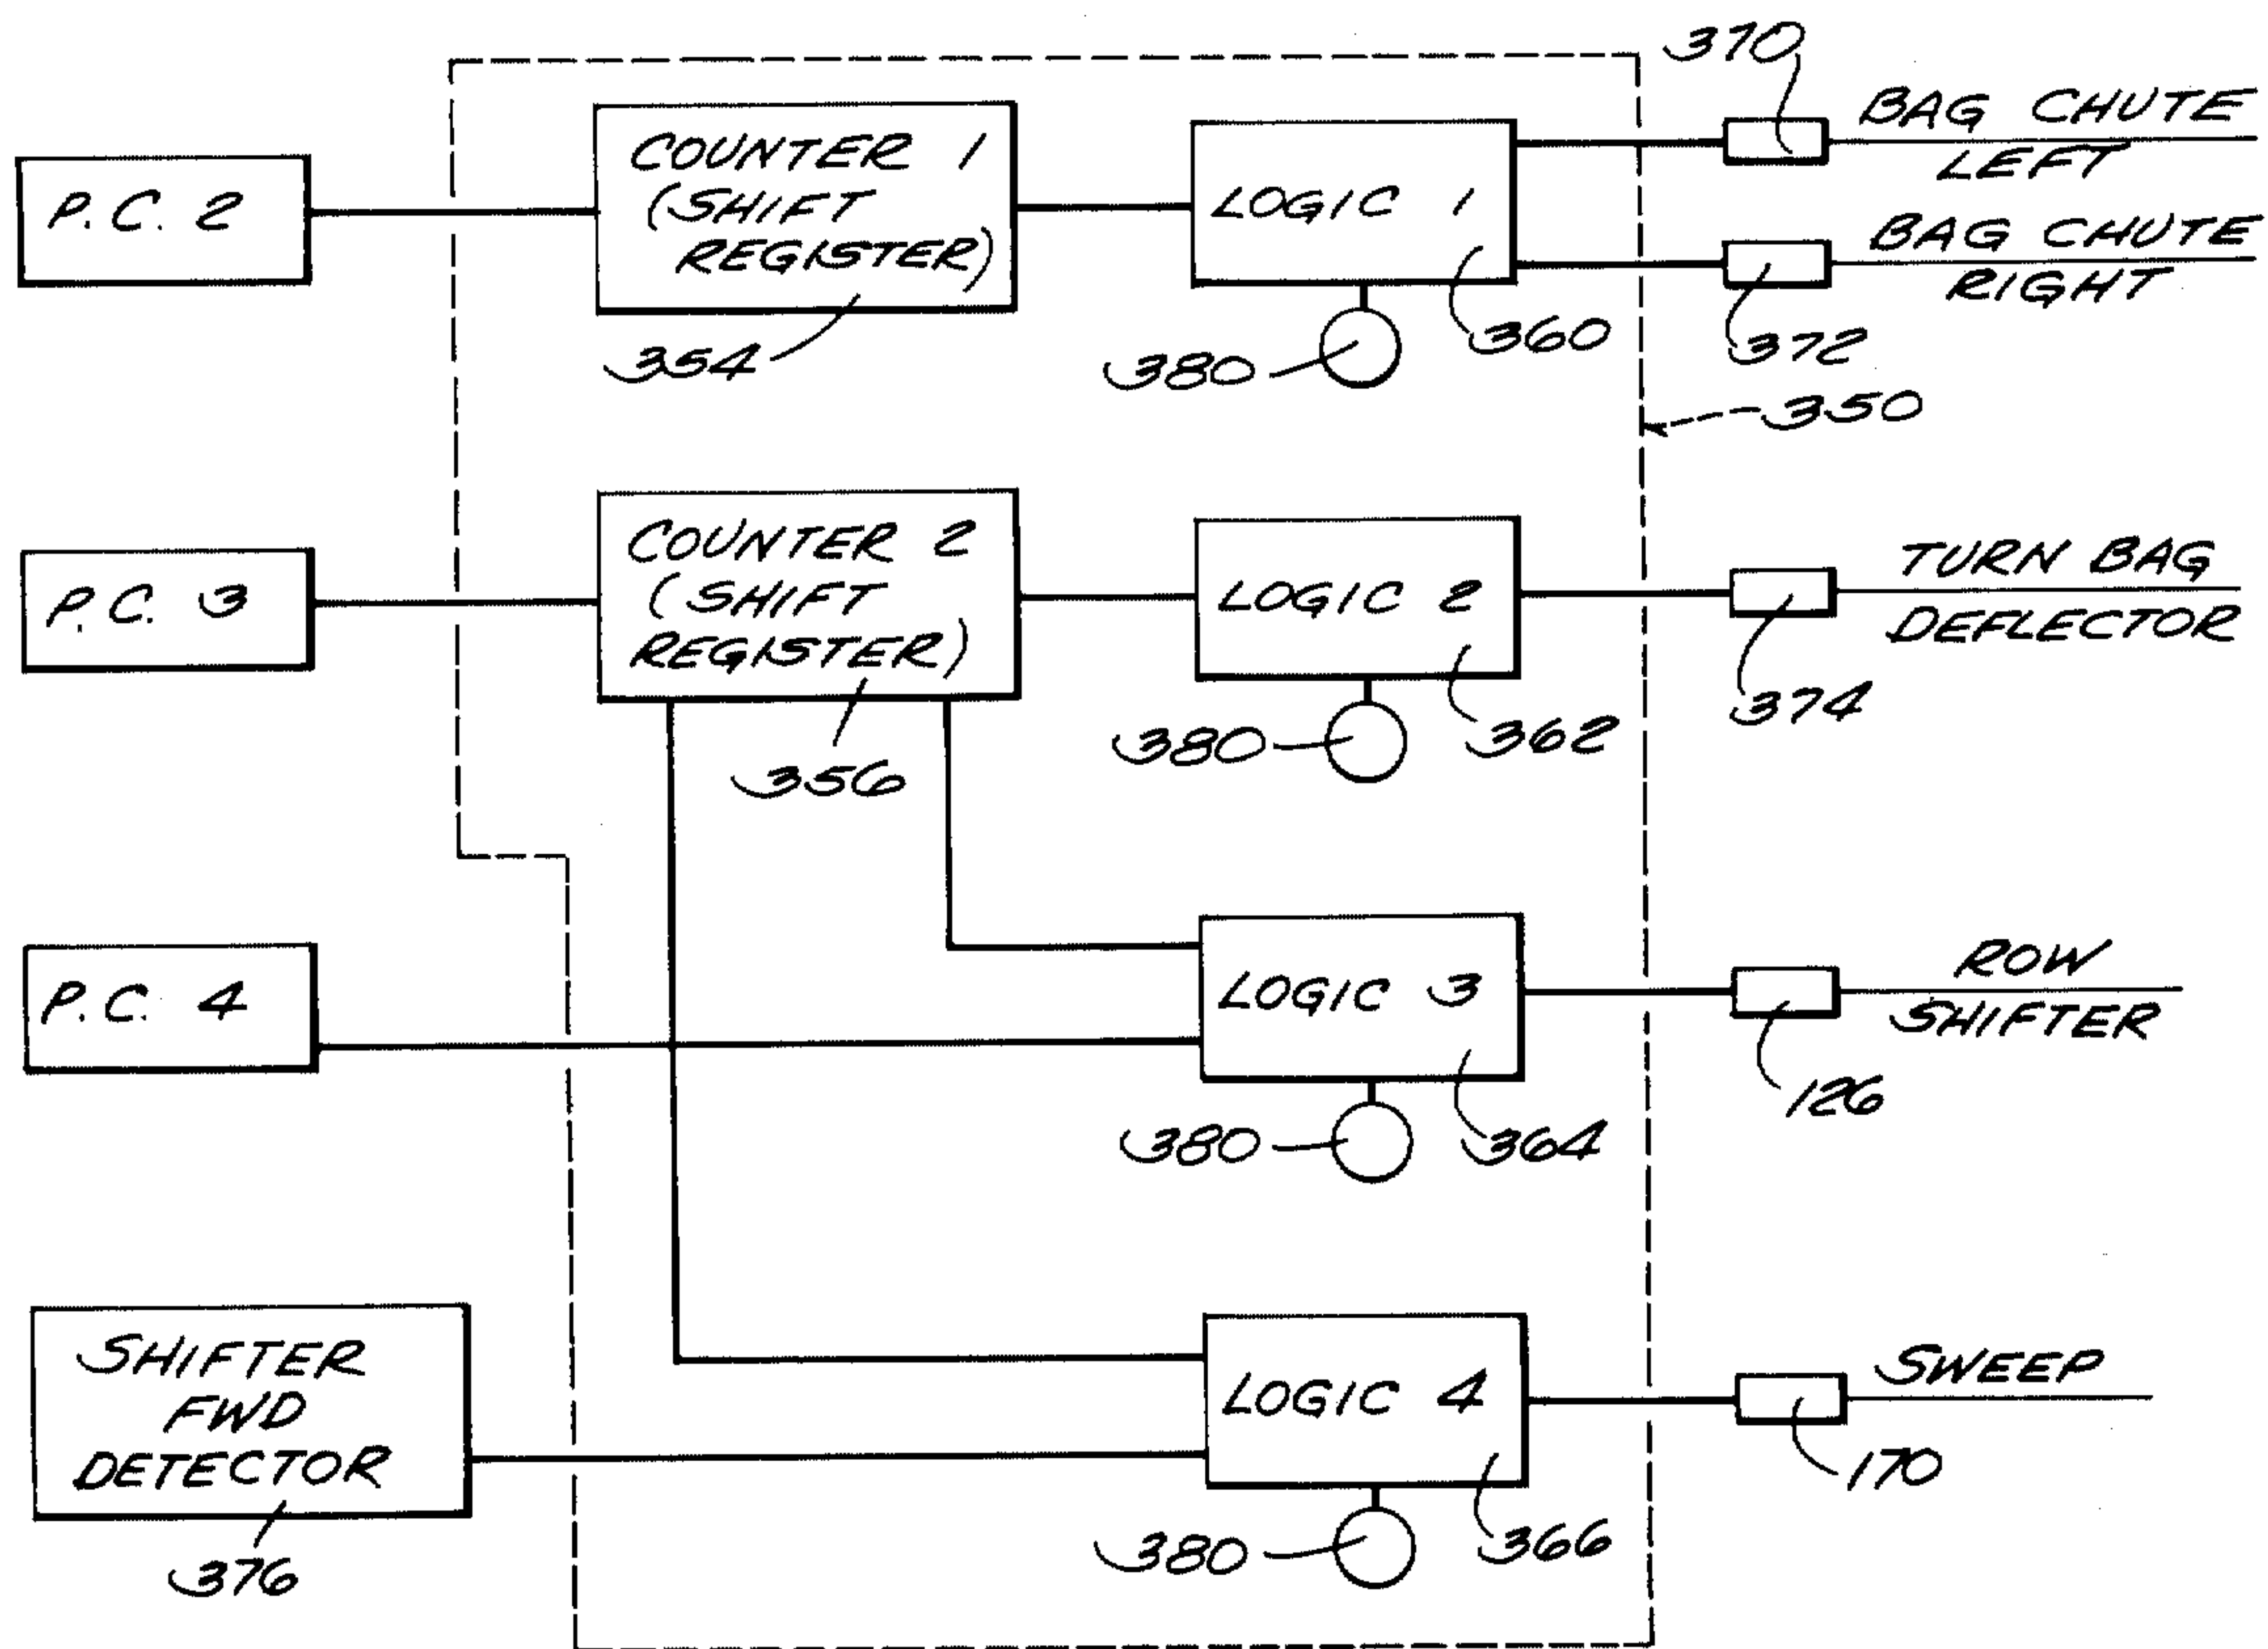 370
BAG CHUTE
LEFT
P.C. 2
COUNTER 1
(SHIFT
REGISTER)
LOGIC 1
BAG CHUTE
RIGHT
354
380
360
372
350
P.C. 3
COUNTER 2
(SHIFT
REGISTER)
LOGIC 2
TURN BAG
DEFLECTOR
356
380
362
374
P.C. 4
LOGIC 3
ROW
SHIFTER
380
364
126
SHIFTER
FWD
DETECTOR
LOGIC 4
SWEEP
376
380
366
170